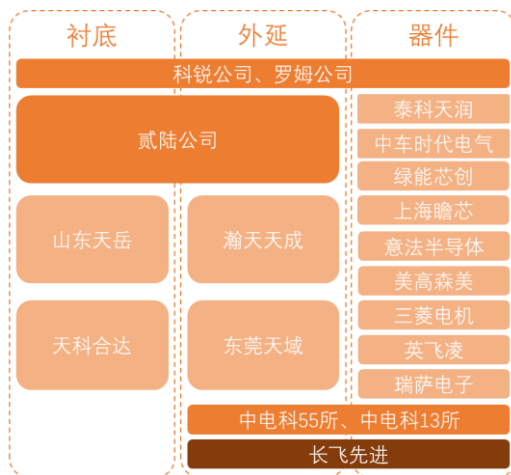 衬底
外延
器件
科锐公司、罗姆公司
贰陆公司
泰科天润
中车时代电气
绿能芯创
山东天岳
瀚天天成
上海瞻芯
意法半导体
美高森美
天科合达
东莞天域
三菱电机
英飞凌
瑞萨电子
中电科55所、中电科13所
长飞先进